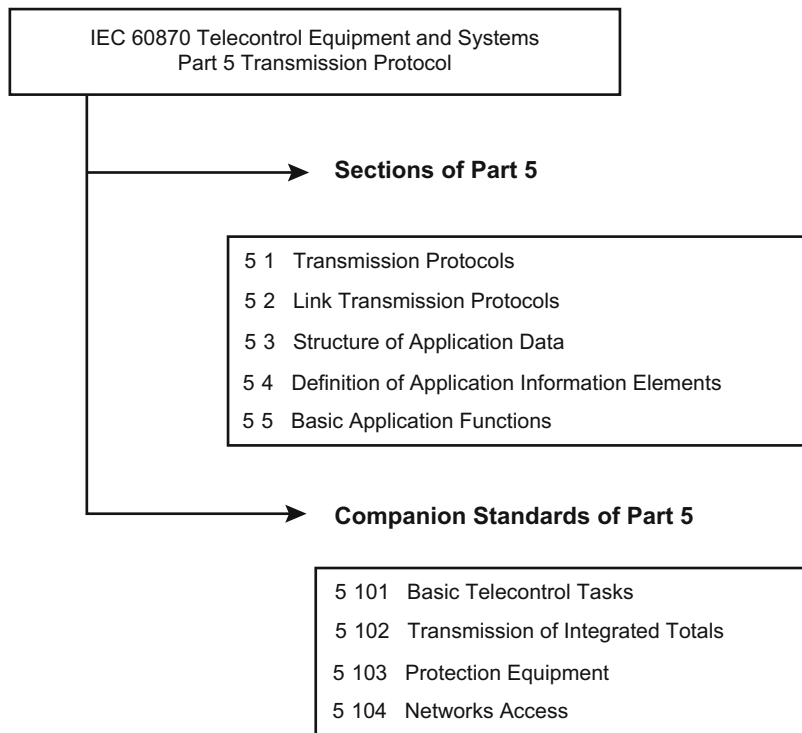 IEC 60870 Telecontrol Equipment and Systems
Part 5 Transmission Protocol
Sections of Part 5
5 1 Transmission Protocols
5 2 Link Transmission Protocols
5 3 Structure of Application Data
5 4 Definition of Application Information Elements
5 5 Basic Application Functions
Companion Standards of Part 5
5 101 Basic Telecontrol Tasks
5 102 Transmission of Integrated Totals
5 103 Protection Equipment
5 104 Networks Access